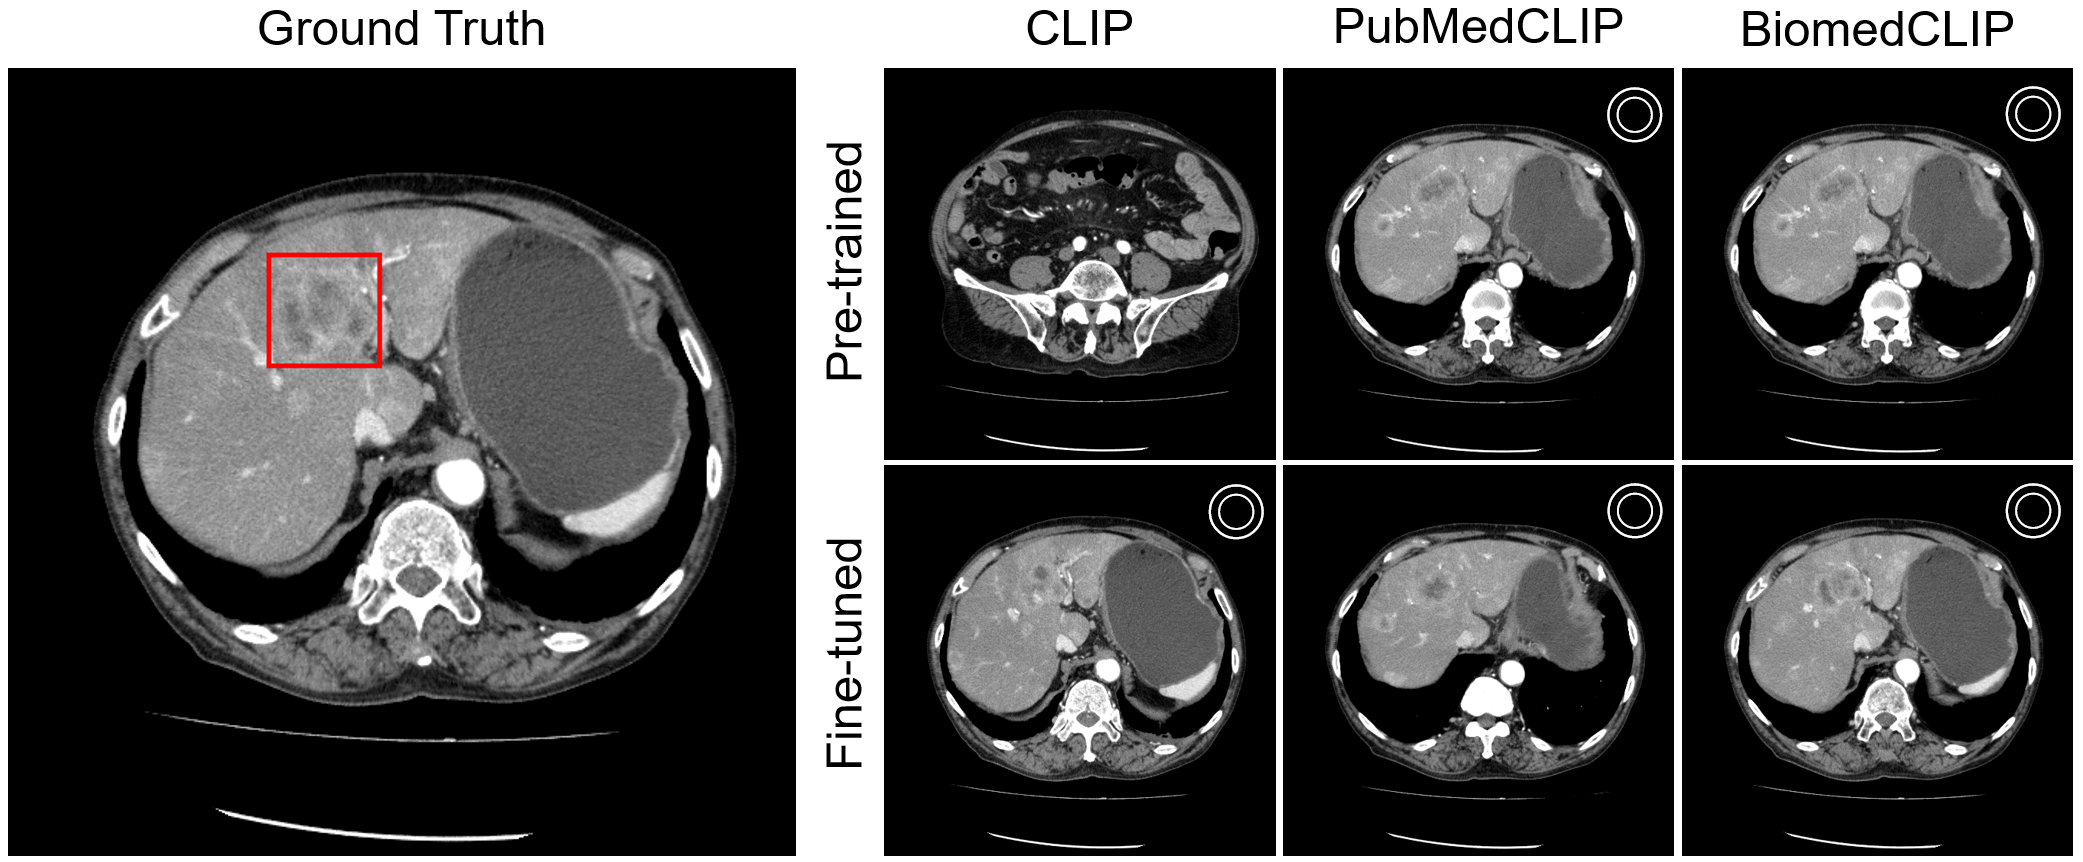 Ground Truth
CLIP
PubMedCLIP
BiomedCLIP
Pre-trained
Fine-tuned